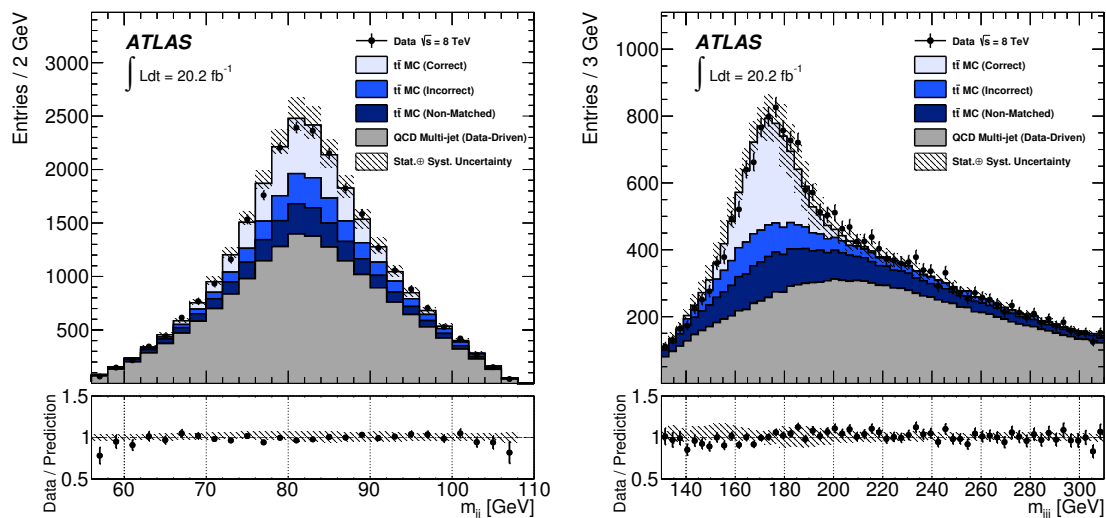 Entries / 2 GeV
3500
3000
2500
2000
1500
1000
500
ATLAS
∫ Ldt = 20.2 fb⁻¹
Data √s = 8 TeV
tt̄ MC (Correct)
tt̄ MC (Incorrect)
tt̄ MC (Non-Matched)
QCD Multi-jet (Data-Driven)
Stat.⊕ Syst. Uncertainty
Data / Prediction
1.5
1
0.5
60 70 80 90 100 110
m_jj [GeV]
Entries / 3 GeV
1000
800
600
400
200
ATLAS
∫ Ldt = 20.2 fb⁻¹
Data √s = 8 TeV
tt̄ MC (Correct)
tt̄ MC (Incorrect)
tt̄ MC (Non-Matched)
QCD Multi-jet (Data-Driven)
Stat.⊕ Syst. Uncertainty
Data / Prediction
1.5
1
0.5
140 160 180 200 220 240 260 280 300
m_jjj [GeV]